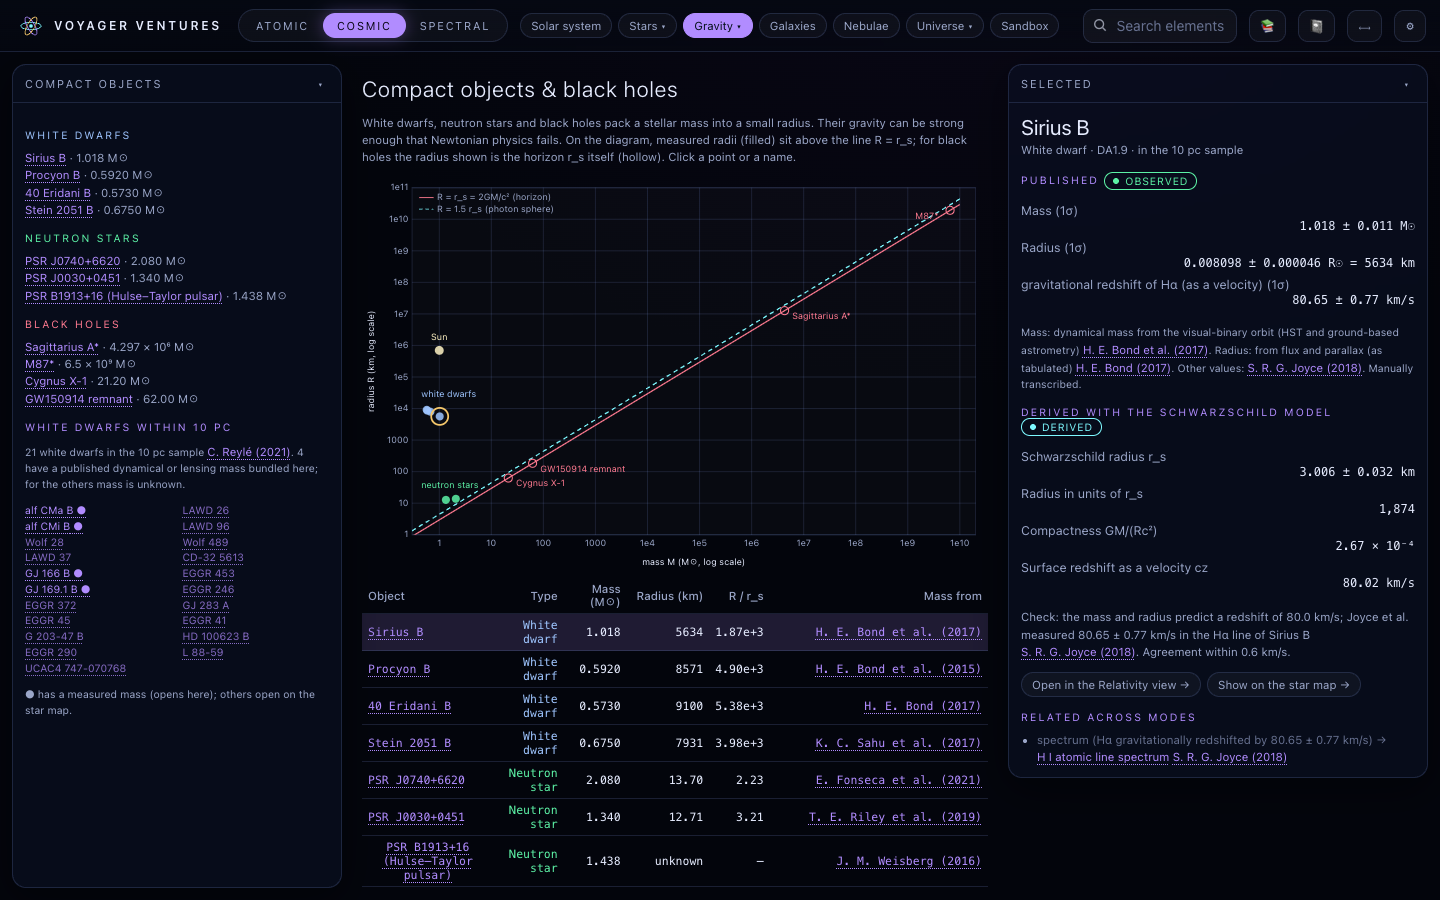 VOYAGER VENTURES
ATOMIC COSMIC SPECTRAL
Solar system Stars ▾ Gravity ▾ Galaxies Nebulae Universe ▾ Sandbox
Search elements
COMPACT OBJECTS
WHITE DWARFS
Sirius B · 1.018 M☉
Procyon B · 0.5920 M☉
40 Eridani B · 0.5730 M☉
Stein 2051 B · 0.6750 M☉
NEUTRON STARS
PSR J0740+6620 · 2.080 M☉
PSR J0030+0451 · 1.340 M☉
PSR B1913+16 (Hulse–Taylor pulsar) · 1.438 M☉
BLACK HOLES
Sagittarius A* · 4.297 × 10⁶ M☉
M87* · 6.5 × 10⁹ M☉
Cygnus X-1 · 21.20 M☉
GW150914 remnant · 62.00 M☉
WHITE DWARFS WITHIN 10 PC
21 white dwarfs in the 10 pc sample C. Reylé (2021). 4
have a published dynamical or lensing mass bundled here;
for the others mass is unknown.
alf CMa B ● LAWD 26
alf CMi B ● LAWD 96
Wolf 28 Wolf 489
LAWD 37 CD-32 5613
GJ 166 B ● EGGR 453
GJ 169.1 B ● EGGR 246
EGGR 372 GJ 283 A
EGGR 45 EGGR 41
G 203-47 B HD 100623 B
EGGR 290 L 88-59
UCAC4 747-070768
● has a measured mass (opens here); others open on the
star map.
Compact objects & black holes
White dwarfs, neutron stars and black holes pack a stellar mass into a small radius. Their gravity can be strong
enough that Newtonian physics fails. On the diagram, measured radii (filled) sit above the line R = r_s; for black
holes the radius shown is the horizon r_s itself (hollow). Click a point or a name.
R = r_s = 2GM/c² (horizon)
R = 1.5 r_s (photon sphere)
radius R (km, log scale)
1e11
1e10
1e9
1e8
1e7
1e6
1e5
1e4
1000
100
10
1
M87*
Sagittarius A*
Sun
white dwarfs
GW150914 remnant
Cygnus X-1
neutron stars
1 10 100 1000 1e4 1e5 1e6 1e7 1e8 1e9 1e10
mass M (M☉, log scale)
Object Type Mass (M☉) Radius (km) R / r_s Mass from
Sirius B White dwarf 1.018 5634 1.87e+3 H. E. Bond et al. (2017)
Procyon B White dwarf 0.5920 8571 4.90e+3 H. E. Bond et al. (2015)
40 Eridani B White dwarf 0.5730 9100 5.38e+3 H. E. Bond (2017)
Stein 2051 B White dwarf 0.6750 7931 3.98e+3 K. C. Sahu (2017)
PSR J0740+6620 Neutron star 2.080 13.70 2.23 E. Fonseca (2021)
PSR J0030+0451 Neutron star 1.340 12.71 3.21 T. E. Riley et al. (2019)
PSR B1913+16 (Hulse–Taylor pulsar) Neutron star 1.438 unknown — J. M. Weisberg (2016)
SELECTED
Sirius B
White dwarf · DA1.9 · in the 10 pc sample
PUBLISHED ● OBSERVED
Mass (1σ)
1.018 ± 0.011 M☉
Radius (1σ)
0.008098 ± 0.000046 R☉ = 5634 km
gravitational redshift of Hα (as a velocity) (1σ)
80.65 ± 0.77 km/s
Mass: dynamical mass from the visual-binary orbit (HST and ground-based
astrometry) H. E. Bond et al. (2017). Radius: from flux and parallax (as
tabulated) H. E. Bond (2017). Other values: S. R. G. Joyce (2018). Manually
transcribed.
DERIVED WITH THE SCHWARZSCHILD MODEL
● DERIVED
Schwarzschild radius r_s
3.006 ± 0.032 km
Radius in units of r_s
1,874
Compactness GM/(Rc²)
2.67 × 10⁻⁴
Surface redshift as a velocity cz
80.02 km/s
Check: the mass and radius predict a redshift of 80.0 km/s; Joyce et al.
measured 80.65 ± 0.77 km/s in the Hα line of Sirius B
S. R. G. Joyce (2018). Agreement within 0.6 km/s.
Open in the Relativity view → Show on the star map →
RELATED ACROSS MODES
• spectrum (Hα gravitationally redshifted by 80.65 ± 0.77 km/s) →
H I atomic line spectrum S. R. G. Joyce (2018)